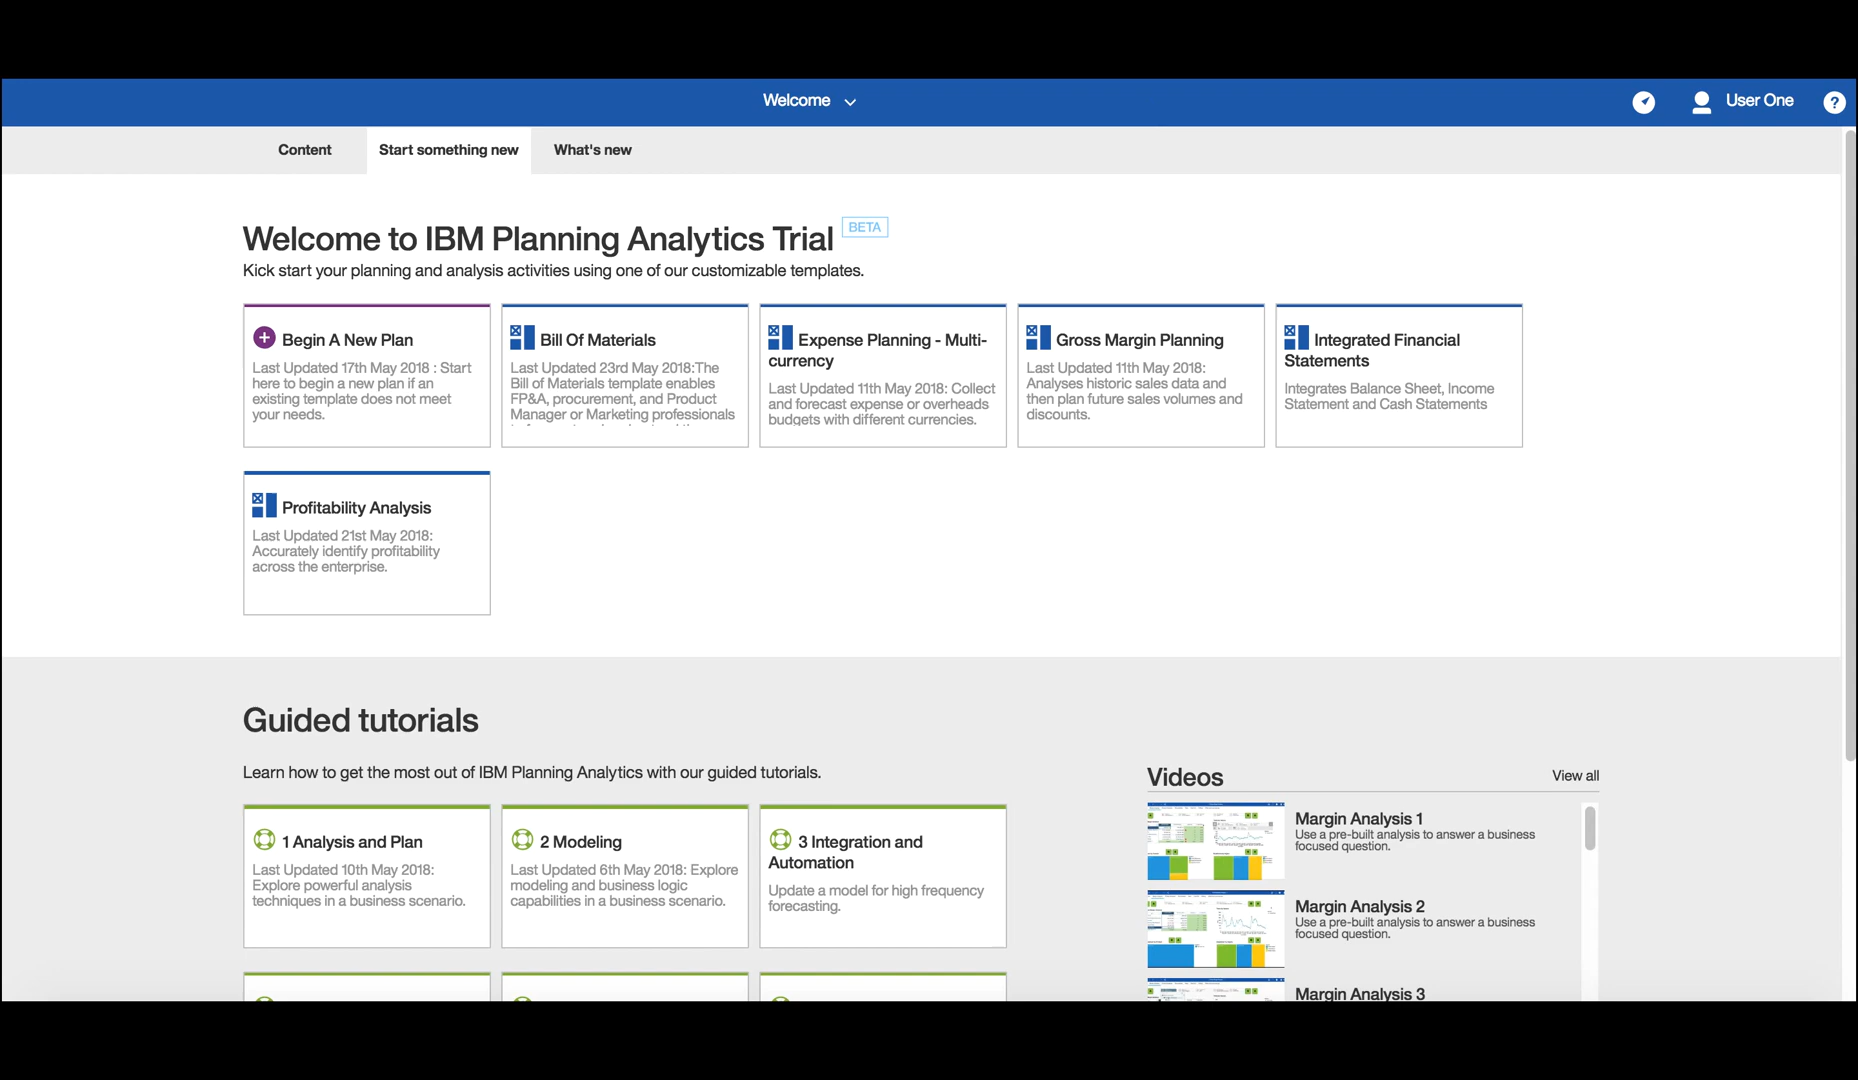 Welcome
User One
?
Content
Start something new
What's new
Welcome to IBM Planning Analytics Trial
BETA
Kick start your planning and analysis activities using one of our customizable templates.
Begin A New Plan
Last Updated 17th May 2018 : Start
here to begin a new plan if an
existing template does not meet
your needs.
Bill Of Materials
Last Updated 23rd May 2018:The
Bill of Materials template enables
FP&A, procurement, and Product
Manager or Marketing professionals
Expense Planning - Multi-
currency
Last Updated 11th May 2018: Collect
and forecast expense or overheads
budgets with different currencies.
Gross Margin Planning
Last Updated 11th May 2018:
Analyses historic sales data and
then plan future sales volumes and
discounts.
Integrated Financial
Statements
Integrates Balance Sheet, Income
Statement and Cash Statements
Profitability Analysis
Last Updated 21st May 2018:
Accurately identify profitability
across the enterprise.
Guided tutorials
Learn how to get the most out of IBM Planning Analytics with our guided tutorials.
1 Analysis and Plan
Last Updated 10th May 2018:
Explore powerful analysis
techniques in a business scenario.
2 Modeling
Last Updated 6th May 2018: Explore
modeling and business logic
capabilities in a business scenario.
3 Integration and
Automation
Update a model for high frequency
forecasting.
Videos
View all
Margin Analysis 1
Use a pre-built analysis to answer a business
focused question.
Margin Analysis 2
Use a pre-built analysis to answer a business
focused question.
Margin Analysis 3